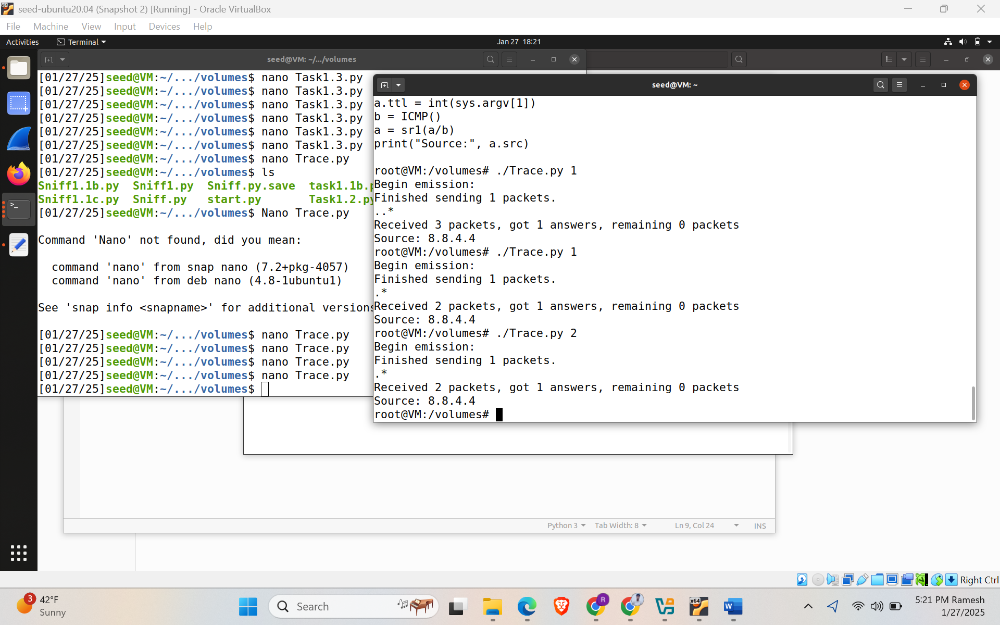 seed-ubuntu20.04 (Snapshot 2) [Running] - Oracle VirtualBox
File Machine View Input Devices Help
Activities Terminal Jan 27 18:21
seed@VM: ~/.../volumes
[01/27/25]seed@VM:~/.../volumes$ nano Task1.3.py
[01/27/25]seed@VM:~/.../volumes$ nano Task1.3.py
[01/27/25]seed@VM:~/.../volumes$ nano Task1.3.py
[01/27/25]seed@VM:~/.../volumes$ nano Task1.3.py
[01/27/25]seed@VM:~/.../volumes$ nano Task1.3.py
[01/27/25]seed@VM:~/.../volumes$ nano Task1.3.py
[01/27/25]seed@VM:~/.../volumes$ nano Trace.py
[01/27/25]seed@VM:~/.../volumes$ ls
Sniff1.1b.py Sniff1.py Sniff.py.save task1.1b.p
Sniff1.1c.py Sniff.py start.py Task1.2.py
[01/27/25]seed@VM:~/.../volumes$ Nano Trace.py
Command 'Nano' not found, did you mean:
command 'nano' from snap nano (7.2+pkg-4057)
command 'nano' from deb nano (4.8-1ubuntu1)
See 'snap info <snapname>' for additional versions
[01/27/25]seed@VM:~/.../volumes$ nano Trace.py
[01/27/25]seed@VM:~/.../volumes$ nano Trace.py
[01/27/25]seed@VM:~/.../volumes$ nano Trace.py
[01/27/25]seed@VM:~/.../volumes$ nano Trace.py
[01/27/25]seed@VM:~/.../volumes$
seed@VM: ~
a.ttl = int(sys.argv[1])
b = ICMP()
a = sr1(a/b)
print("Source:", a.src)
root@VM:/volumes# ./Trace.py 1
Begin emission:
Finished sending 1 packets.
..*
Received 3 packets, got 1 answers, remaining 0 packets
Source: 8.8.4.4
root@VM:/volumes# ./Trace.py 1
Begin emission:
Finished sending 1 packets.
.*
Received 2 packets, got 1 answers, remaining 0 packets
Source: 8.8.4.4
root@VM:/volumes# ./Trace.py 2
Begin emission:
Finished sending 1 packets.
.*
Received 2 packets, got 1 answers, remaining 0 packets
Source: 8.8.4.4
root@VM:/volumes#
Python 3 Tab Width: 8 Ln 9, Col 24 INS
Right Ctrl
3 42°F
Sunny
Search
R
x64
5:21 PM Ramesh
1/27/2025